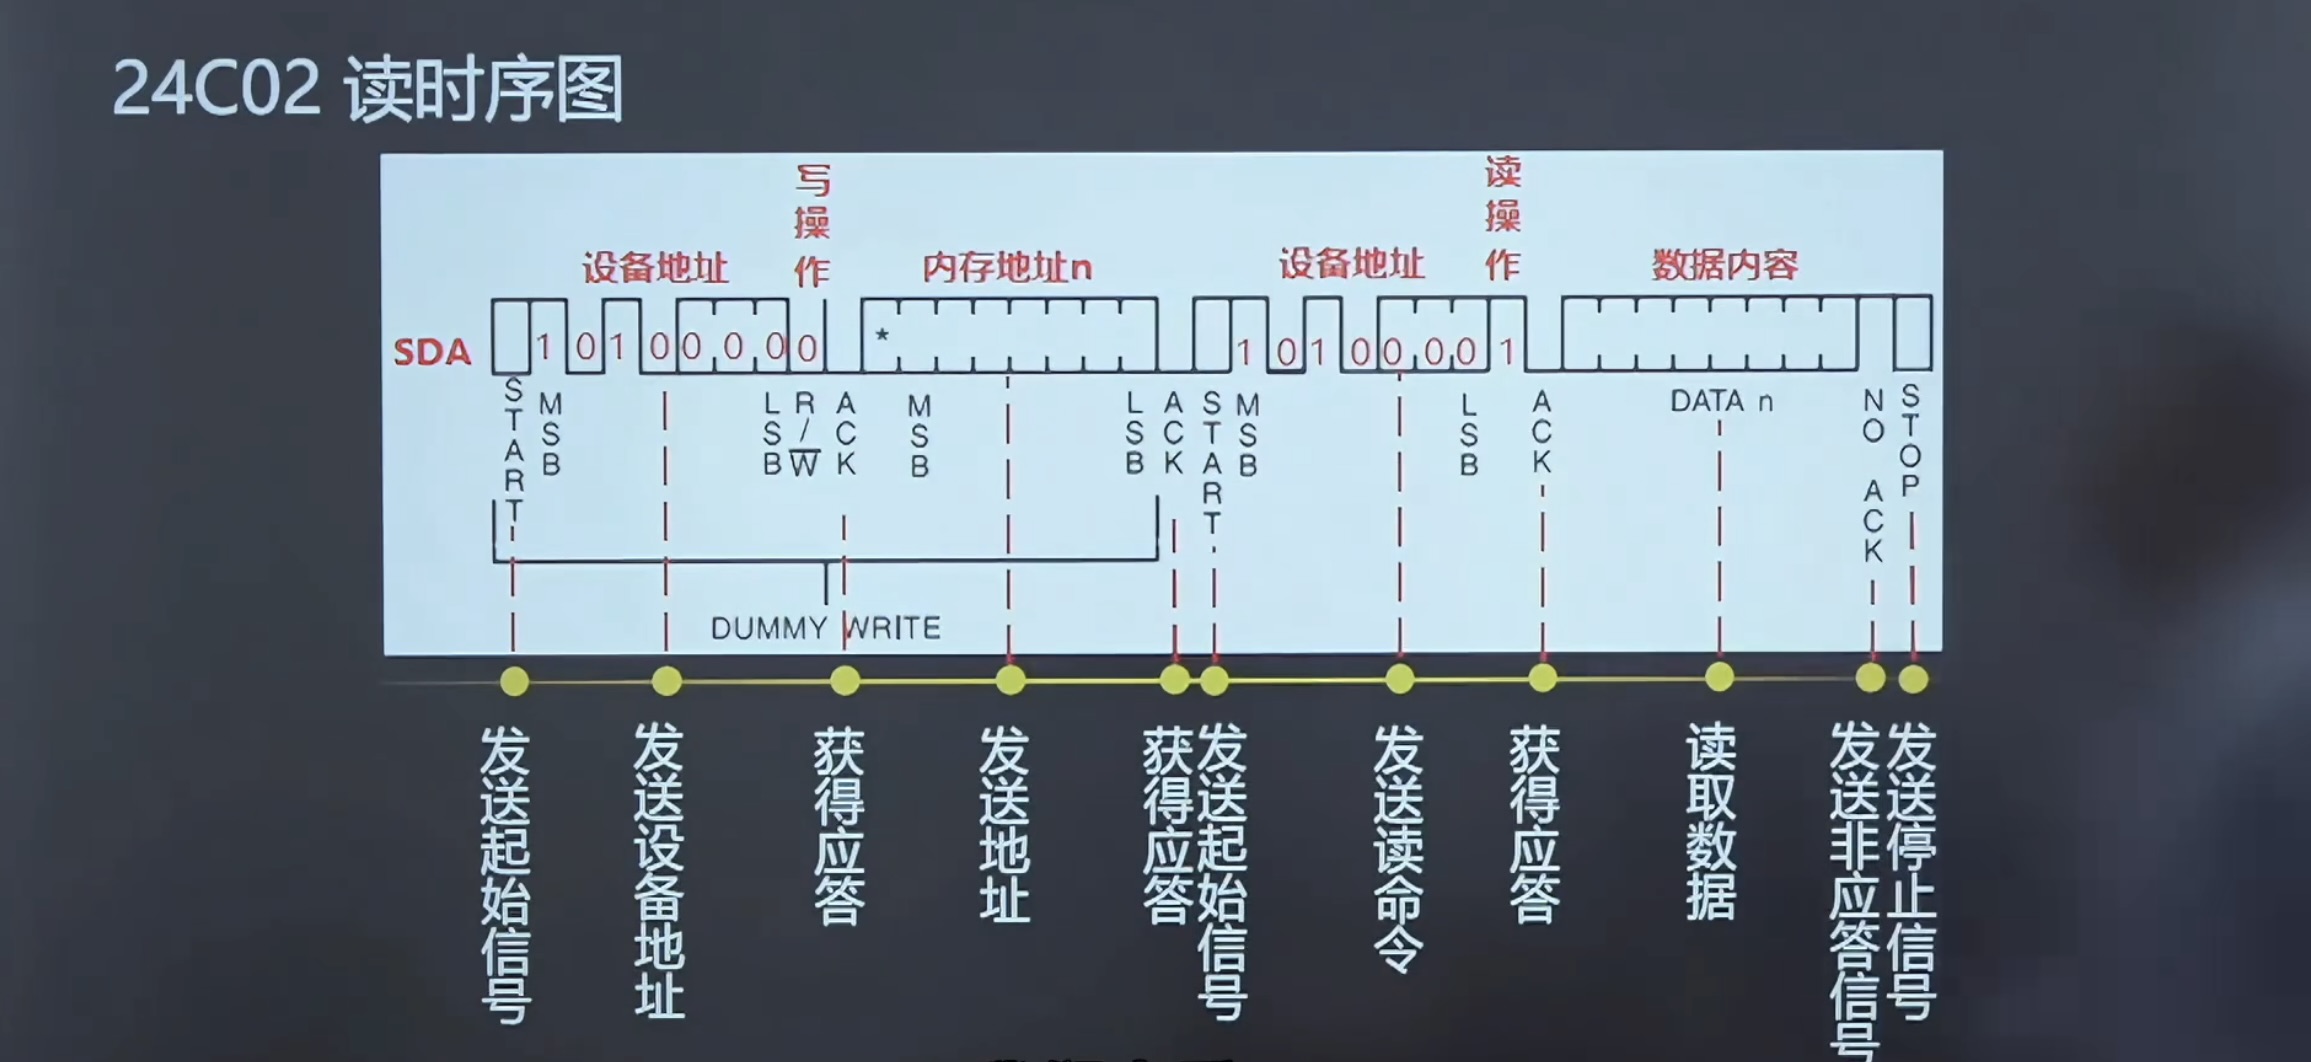 24C02 读时序图
写操作
读操作
设备地址
内存地址n
设备地址
数据内容
SDA
1 0 1 0 0 0 0 0
*
1 0 1 0 0 0 1 1
START
MSB
LSB
R/W
ACK
MSB
LSB
ACK
START
MSB
LSB
ACK
DATA n
NO ACK
STOP
DUMMY WRITE
发送起始信号
发送设备地址
获得应答
发送地址
获得应答
发送起始信号
发送读命令
获得应答
读取数据
发送非应答信号
发送停止信号